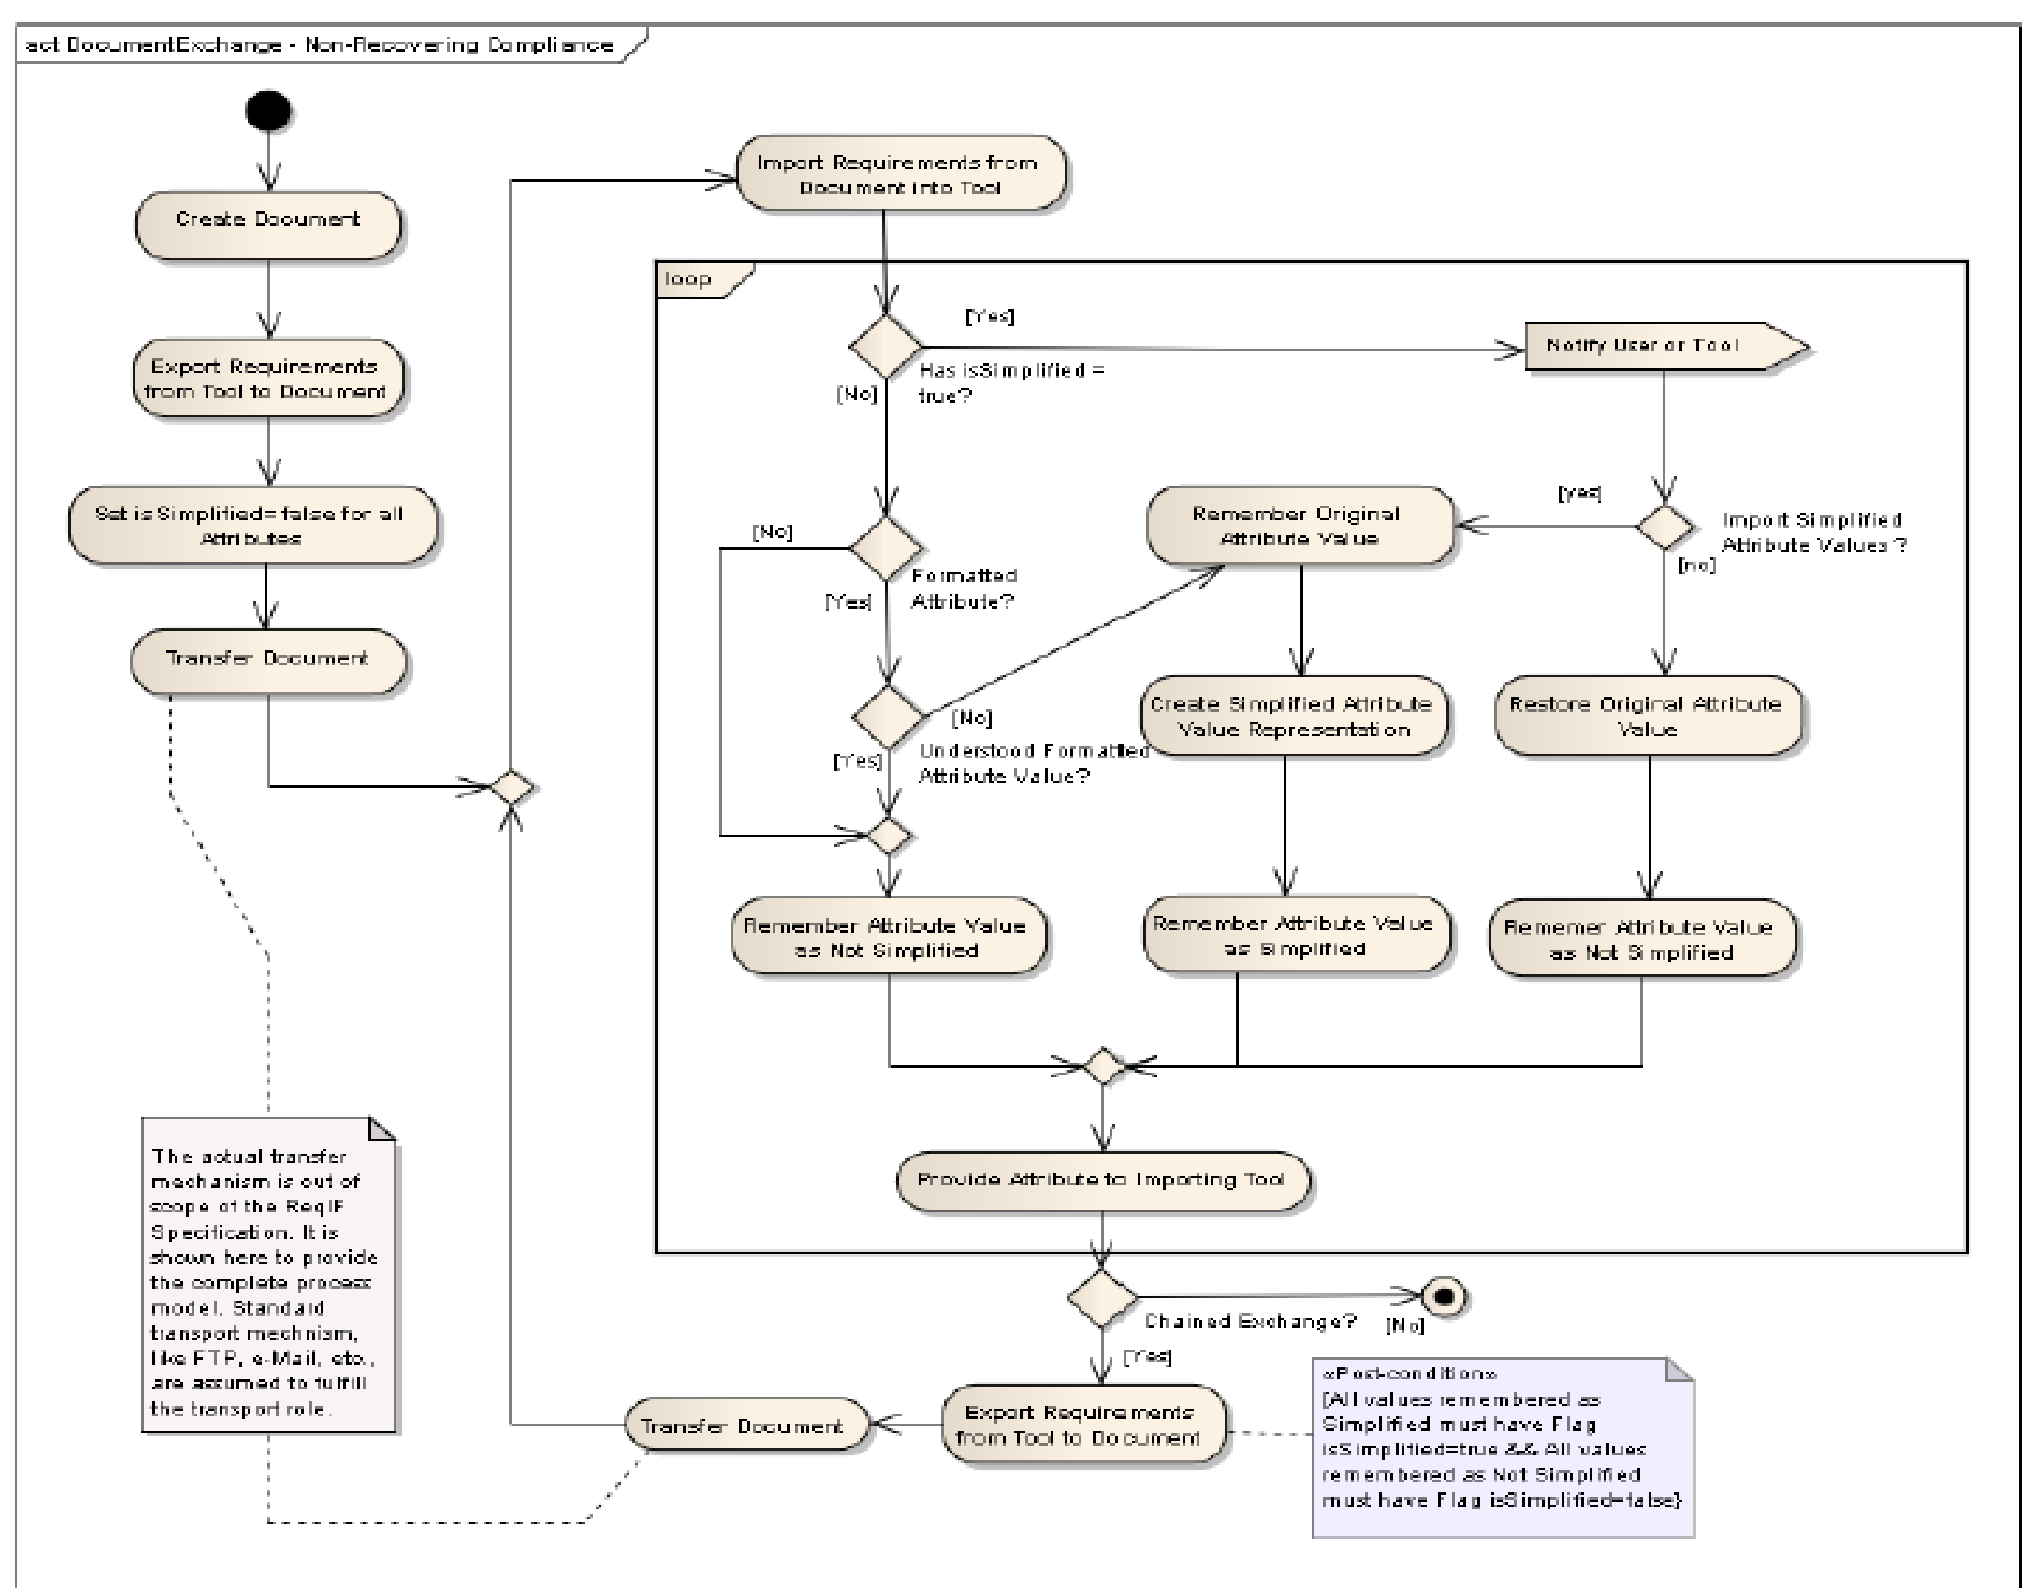 act DocumentExchange - Non-Recovering Compliance
Create Document
Export Requirements
from Tool to Document
Set isSimplified=false for all
Attributes
Transfer Document
The actual transfer
mechanism is out of
scope of the ReqIF
Specification. It is
shown here to provide
the complete process
model. Standard
transport mechnism,
like FTP, e-Mail, etc.,
are assumed to fulfill
the transport role.
Import Requirements from
Document into Tool
loop
[Yes]
Has isSimplified =
true?
[No]
Notify User or Tool
[No]
Formatted
Attribute?
[Yes]
Remember Original
Attribute Value
[yes]
Import Simplified
Attribute Values ?
[no]
[No]
Understood Formatted
Attribute Value?
[Yes]
Create Simplified Attribute
Value Representation
Restore Original Attribute
Value
Remember Attribute Value
as Not Simplified
Remember Attribute Value
as Simplified
Rememer Attribute Value
as Not Simplified
Provide Attribute to Importing Tool
Chained Exchange?
[No]
[Yes]
Export Requirements
from Tool to Document
Transfer Document
«Post-condition»
{All values remembered as
Simplified must have Flag
isSimplified=true && All values
remembered as Not Simplified
must have Flag isSimplified=false}